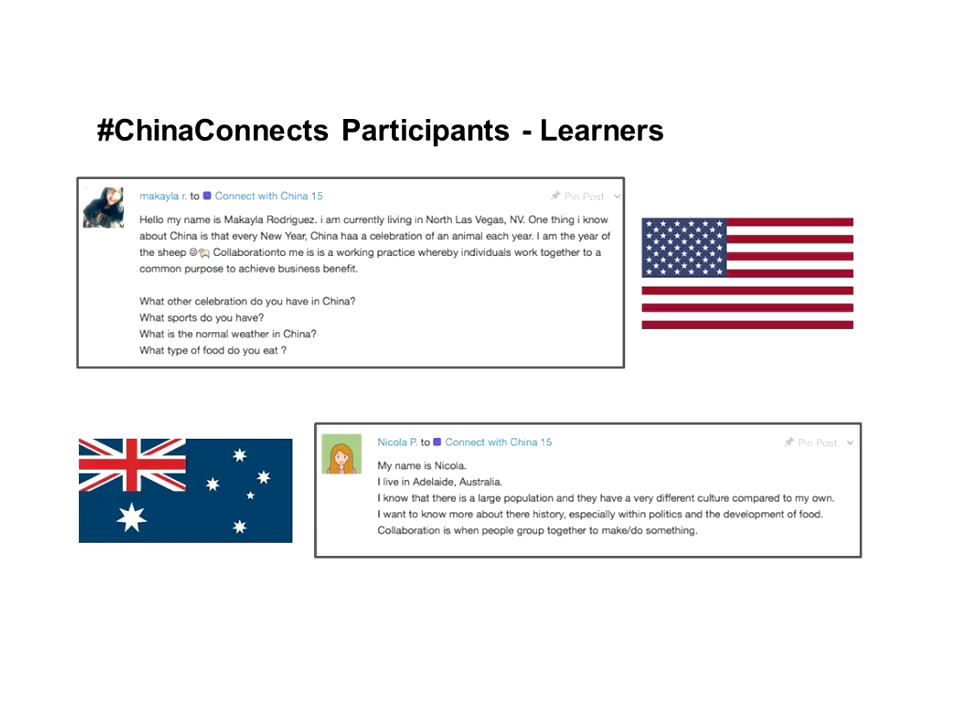 #ChinaConnects Participants - Learners
makayla r. to Connect with China 15 Pin Post
Hello my name is Makayla Rodriguez. i am currently living in North Las Vegas, NV. One thing i know
about China is that every New Year, China haa a celebration of an animal each year. I am the year of
the sheep 😄🐑 Collaborationto me is is a working practice whereby individuals work together to a
common purpose to achieve business benefit.
What other celebration do you have in China?
What sports do you have?
What is the normal weather in China?
What type of food do you eat ?
Nicola P. to Connect with China 15 Pin Post
My name is Nicola.
I live in Adelaide, Australia.
I know that there is a large population and they have a very different culture compared to my own.
I want to know more about there history, especially within politics and the development of food.
Collaboration is when people group together to make/do something.